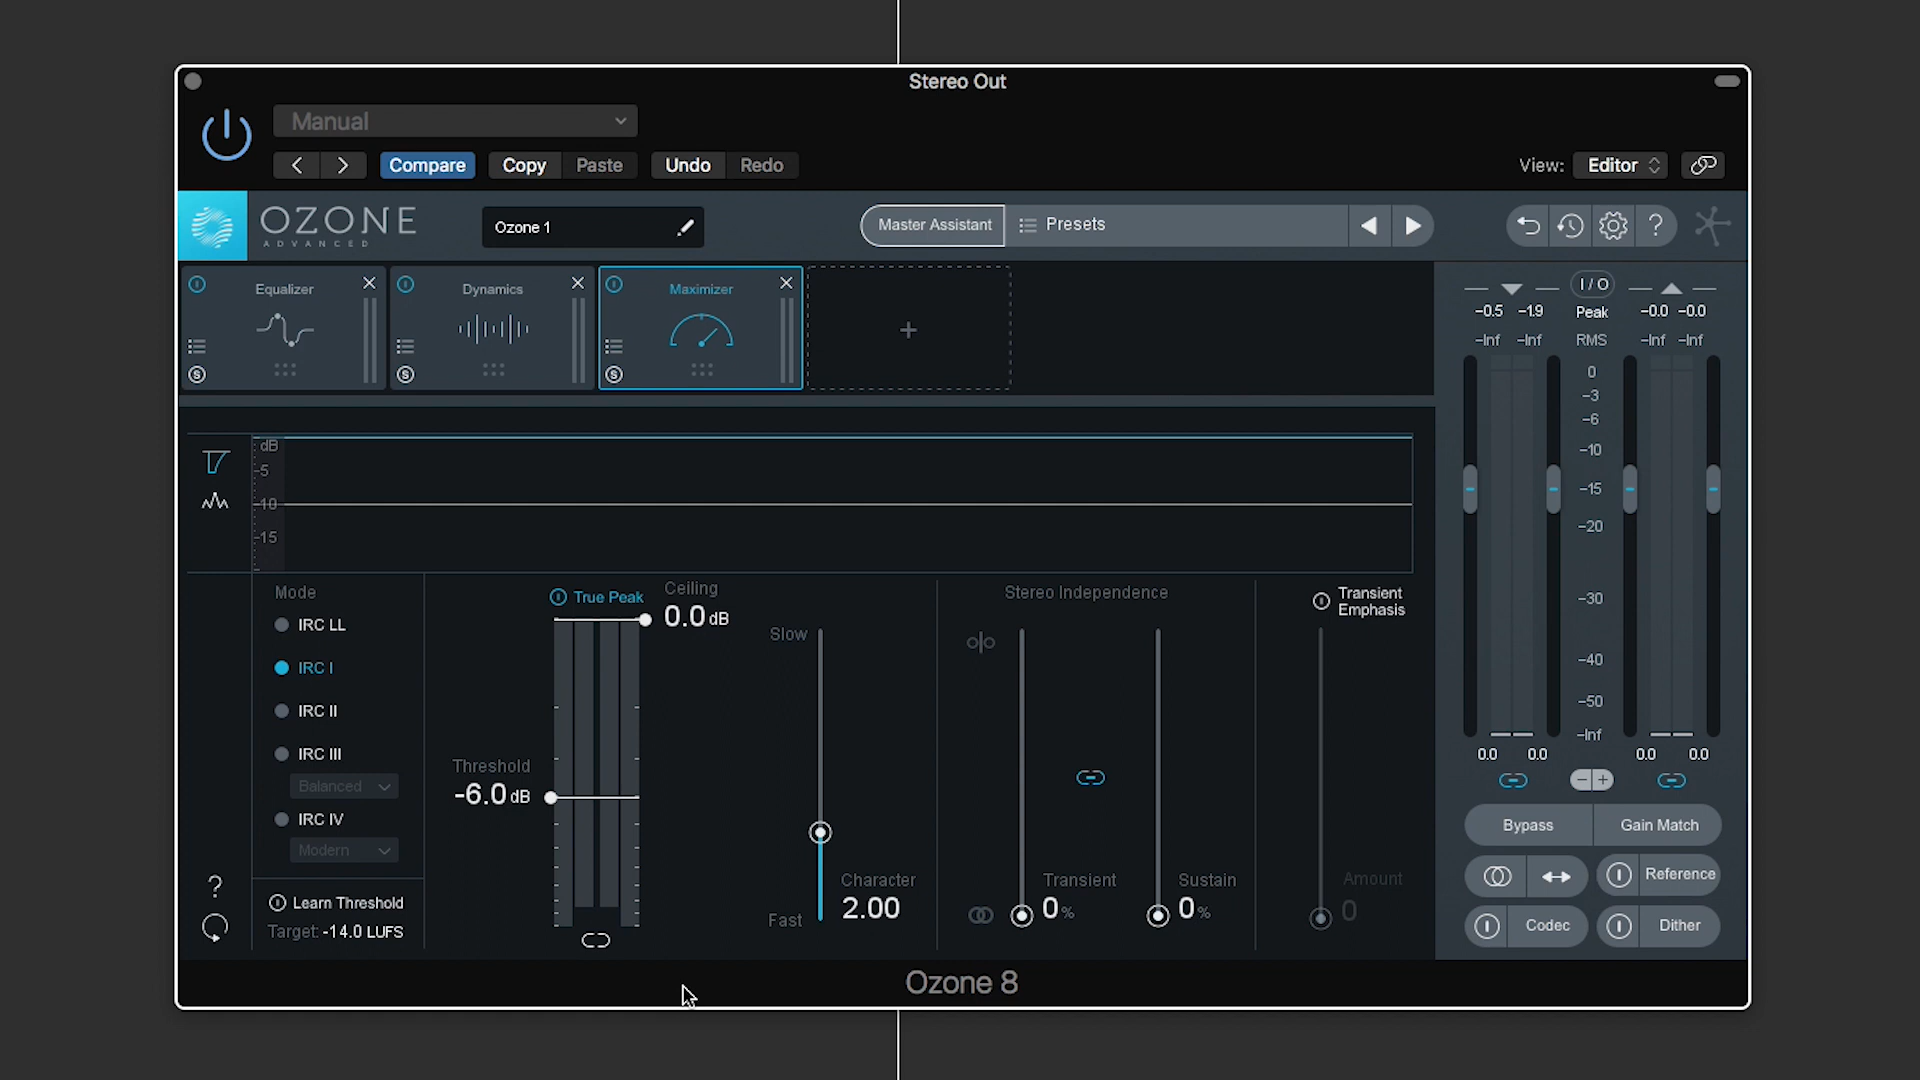 Stereo Out
Manual
Compare
Copy
Paste
Undo
Redo
View:
Editor
OZONE
ADVANCED
Ozone 1
Master Assistant
Presets
?
Equalizer
Dynamics
Maximizer
S
S
S
+
I / O
-0.5 -1.9
Peak
-0.0 -0.0
-Inf -Inf
RMS
-Inf -Inf
0
-3
-6
-10
-15
-20
-30
-40
-50
-Inf
0.0 0.0
0.0 0.0
- +
Bypass
Gain Match
Reference
Codec
Dither
dB
-5
-10
-15
Mode
IRC LL
IRC I
IRC II
IRC III
Balanced
IRC IV
Modern
?
Learn Threshold
Target: -14.0 LUFS
True Peak
Ceiling
0.0 dB
Threshold
-6.0 dB
Slow
Fast
Character
2.00
Stereo Independence
Transient
0 %
Sustain
0 %
Transient
Emphasis
Amount
0
Ozone 8